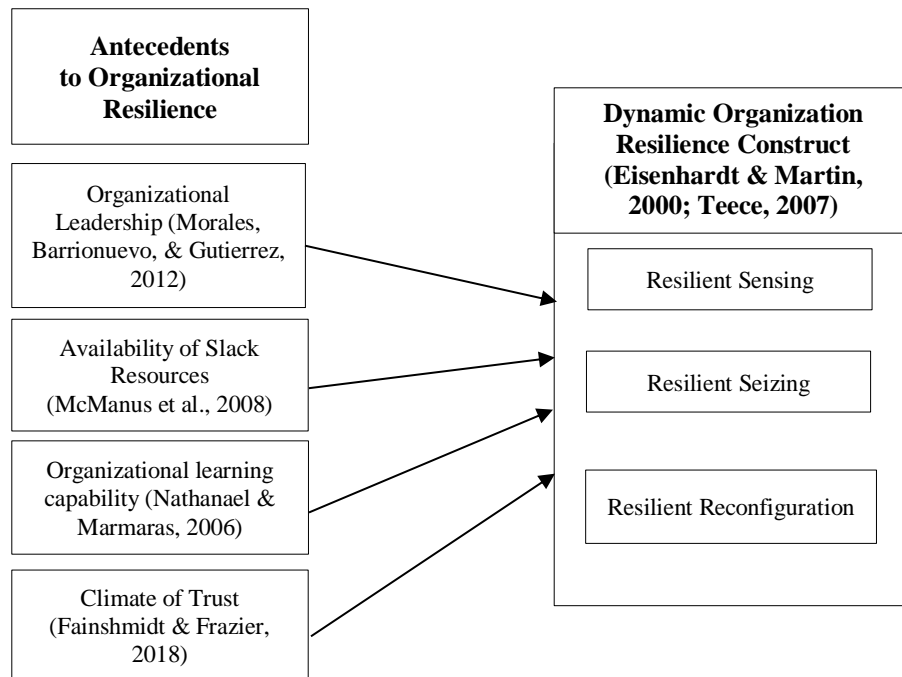 Antecedents
to Organizational
Resilience
Organizational
Leadership (Morales,
Barrionuevo, & Gutierrez,
2012)
Availability of Slack
Resources
(McManus et al., 2008)
Organizational learning
capability (Nathanael &
Marmaras, 2006)
Climate of Trust
(Fainshmidt & Frazier,
2018)
Dynamic Organization
Resilience Construct
(Eisenhardt & Martin,
2000; Teece, 2007)
Resilient Sensing
Resilient Seizing
Resilient Reconfiguration